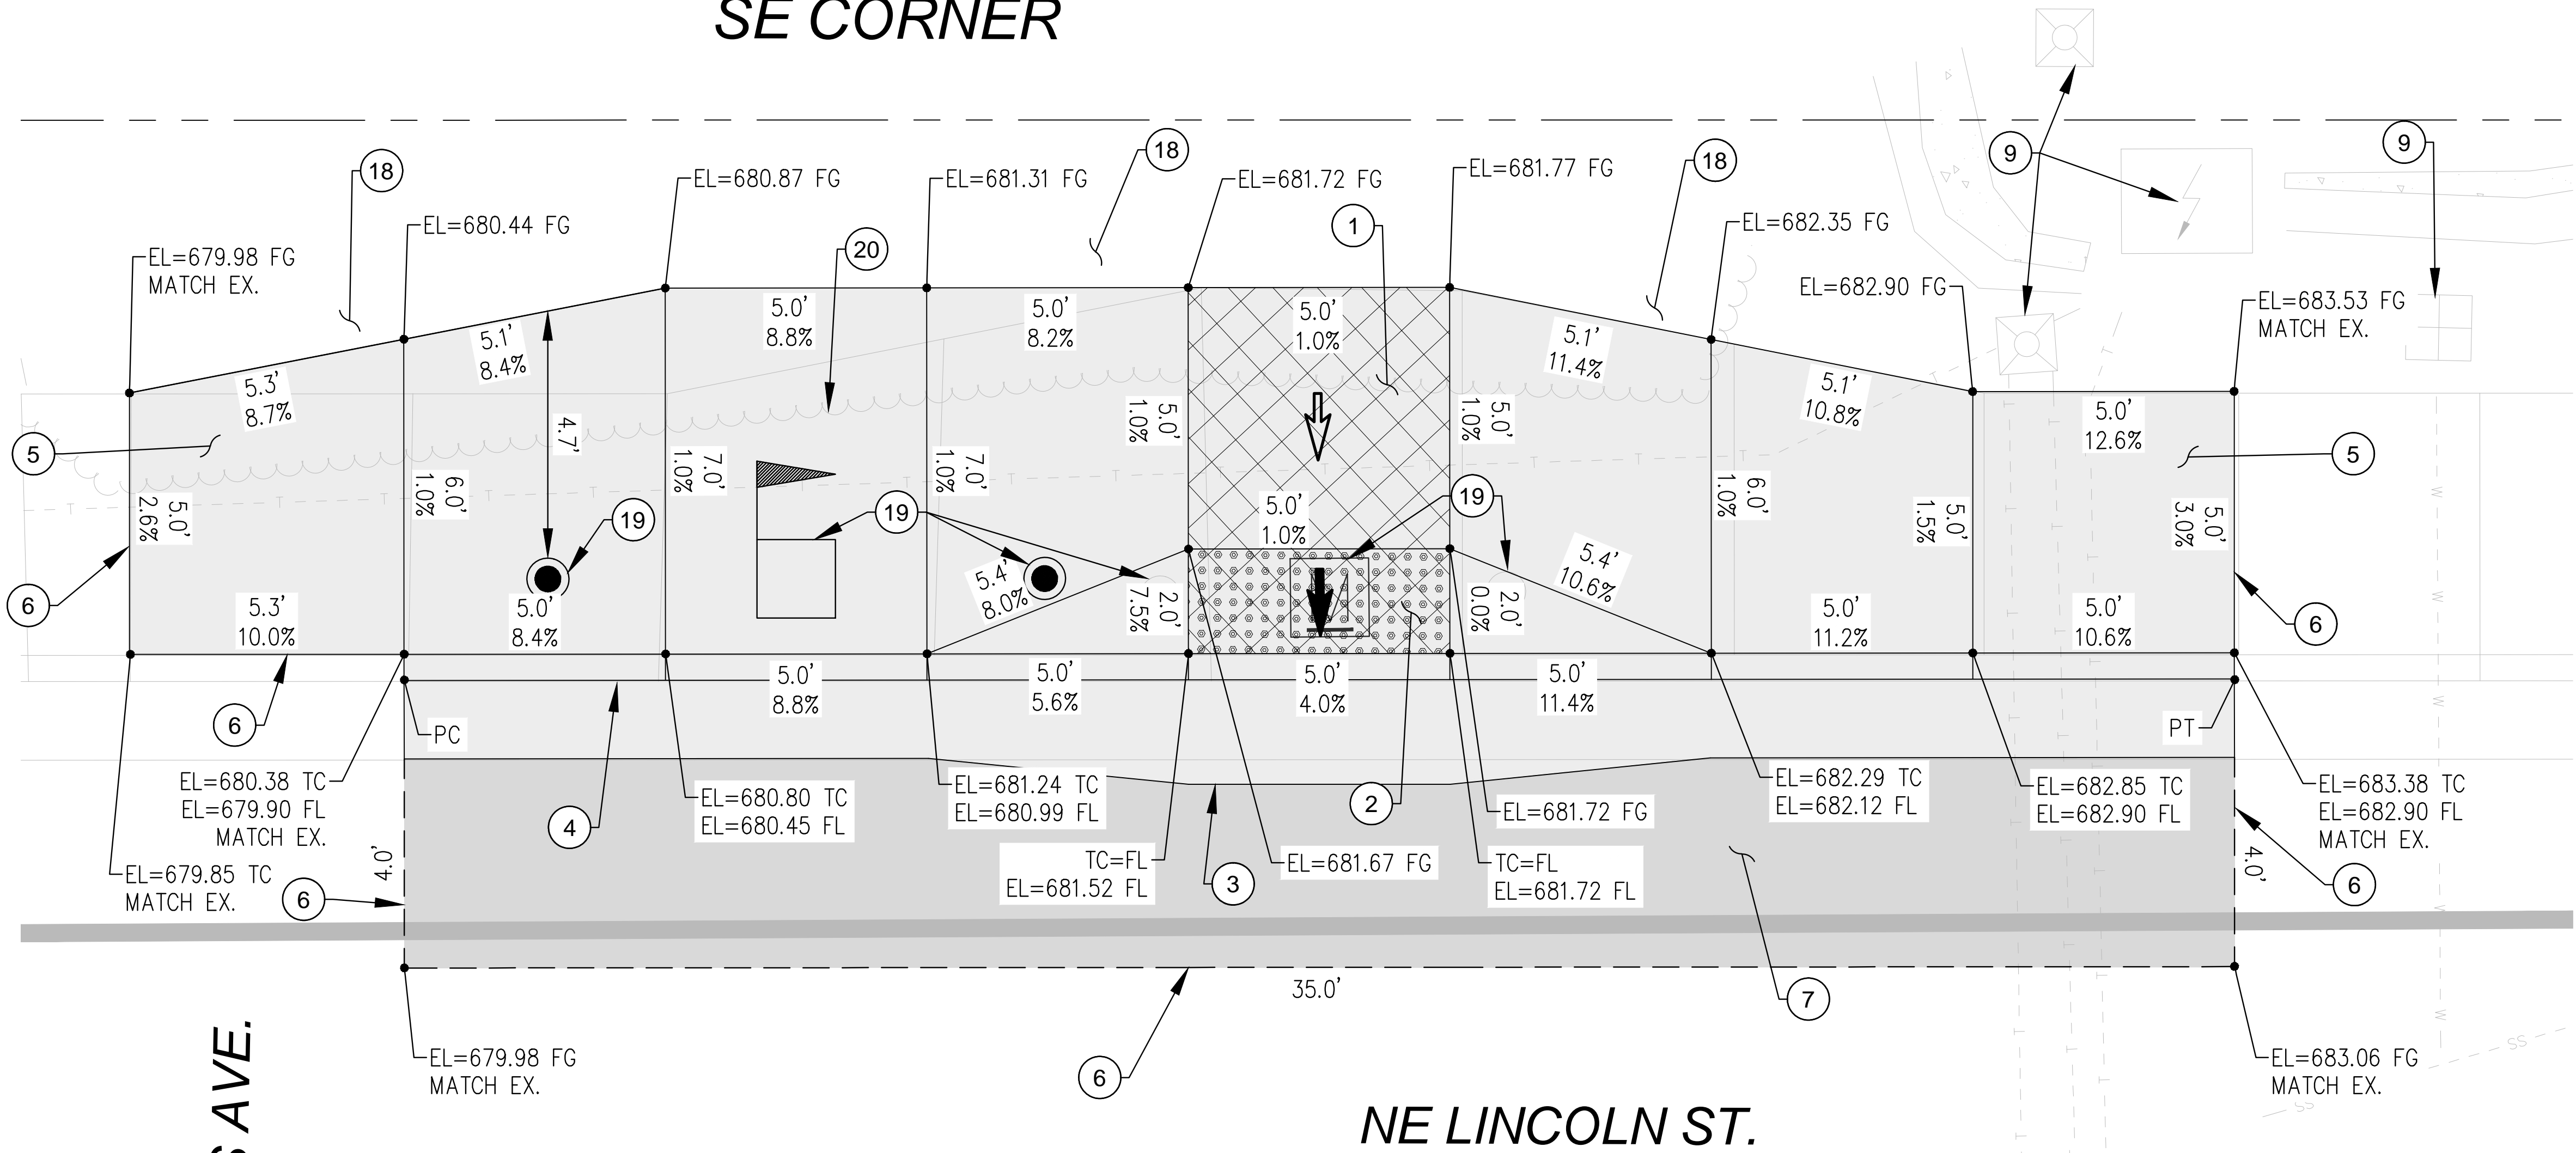 SE CORNER
18
18
18
9
9
EL=680.87 FG
EL=681.31 FG
EL=681.72 FG
EL=681.77 FG
EL=680.44 FG
EL=682.35 FG
1
20
EL=679.98 FG
MATCH EX.
EL=682.90 FG
EL=683.53 FG
MATCH EX.
5.0'
8.8%
5.0'
8.2%
5.0'
1.0%
5.1'
8.4%
5.1'
11.4%
5.3'
8.7%
5.1'
10.8%
5.0'
12.6%
5
5
4.7'
5.0'
2.6%
6.0'
1.0%
7.0'
1.0%
7.0'
1.0%
5.0'
1.0%
5.0'
1.0%
6.0'
1.0%
5.0'
1.5%
5.0'
3.0%
19
19
19
5.0'
1.0%
5.4'
8.0%
2.0'
7.5%
2.0'
0.0%
5.4'
10.6%
6
6
5.3'
10.0%
5.0'
8.4%
5.0'
11.2%
5.0'
10.6%
5.0'
8.8%
5.0'
5.6%
5.0'
4.0%
5.0'
11.4%
6
PC
PT
EL=680.38 TC
EL=679.90 FL
MATCH EX.
EL=680.80 TC
EL=680.45 FL
EL=681.24 TC
EL=680.99 FL
2
EL=681.72 FG
EL=682.29 TC
EL=682.12 FL
EL=682.85 TC
EL=682.90 FL
EL=683.38 TC
EL=682.90 FL
MATCH EX.
4
EL=679.85 TC
MATCH EX.
6
4.0'
TC=FL
EL=681.52 FL
3
EL=681.67 FG
TC=FL
EL=681.72 FL
4.0'
6
35.0'
7
EL=679.98 FG
MATCH EX.
6
EL=683.06 FG
MATCH EX.
AVE.
NE LINCOLN ST.
T
T
T
T
T
T
T
T
T
T
W
W
W
W
W
SS
SS